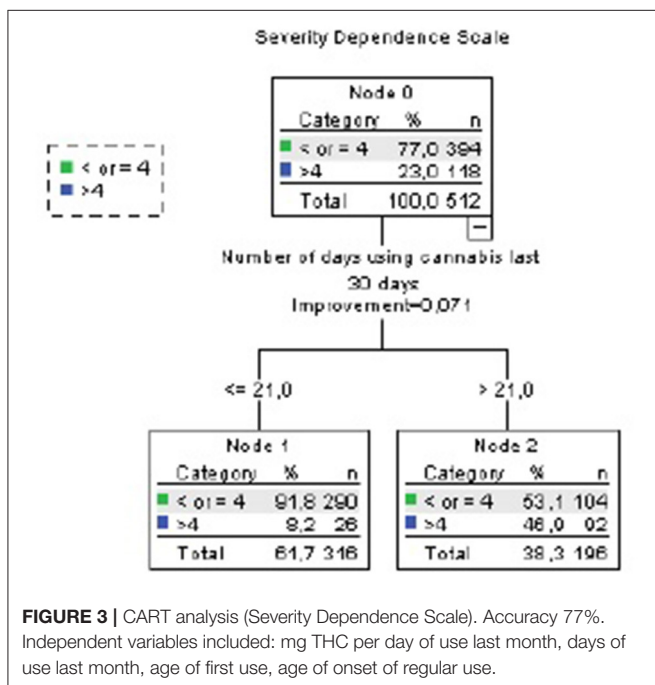 Severity Dependence Scale
Node 0
Category % n
< or = 4 77,0 394
>4 23,0 118
Total 100,0 512
< or = 4
>4
Number of days using cannabis last
30 days
Improvement=0,071
<= 21,0
> 21,0
Node 1
Category % n
< or = 4 91,8 290
>4 8,2 26
Total 61,7 316
Node 2
Category % n
< or = 4 53,1 104
>4
Total 38,3 196
FIGURE 3 | CART analysis (Severity Dependence Scale). Accuracy 77%.
Independent variables included: mg THC per day of use last month, days of
use last month, age of first use, age of onset of regular use.